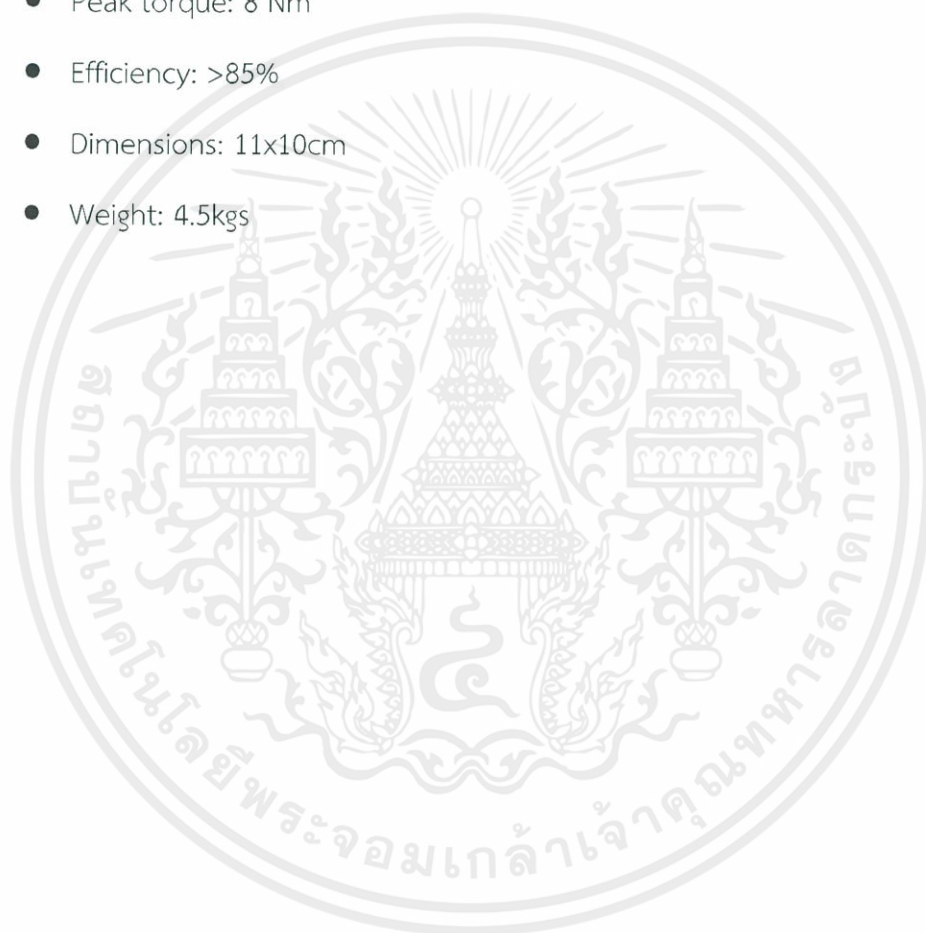 Peak torque: 8 Nm
Efficiency: >85%
Dimensions: 11x10cm
Weight: 4.5kgs
สถาบันเทคโนโลยีพระจอมเกล้าเจ้าคุณทหารลาดกระบัง